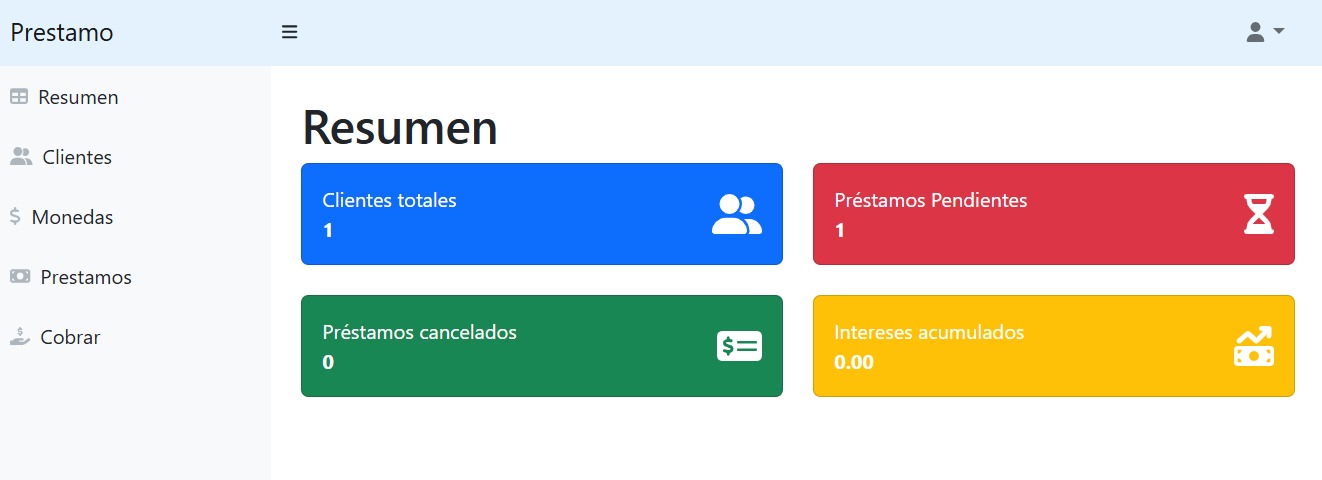 Prestamo
Resumen
Clientes
Monedas
Prestamos
Cobrar
Resumen
Clientes totales
1
Préstamos Pendientes
1
Préstamos cancelados
0
Intereses acumulados
0.00